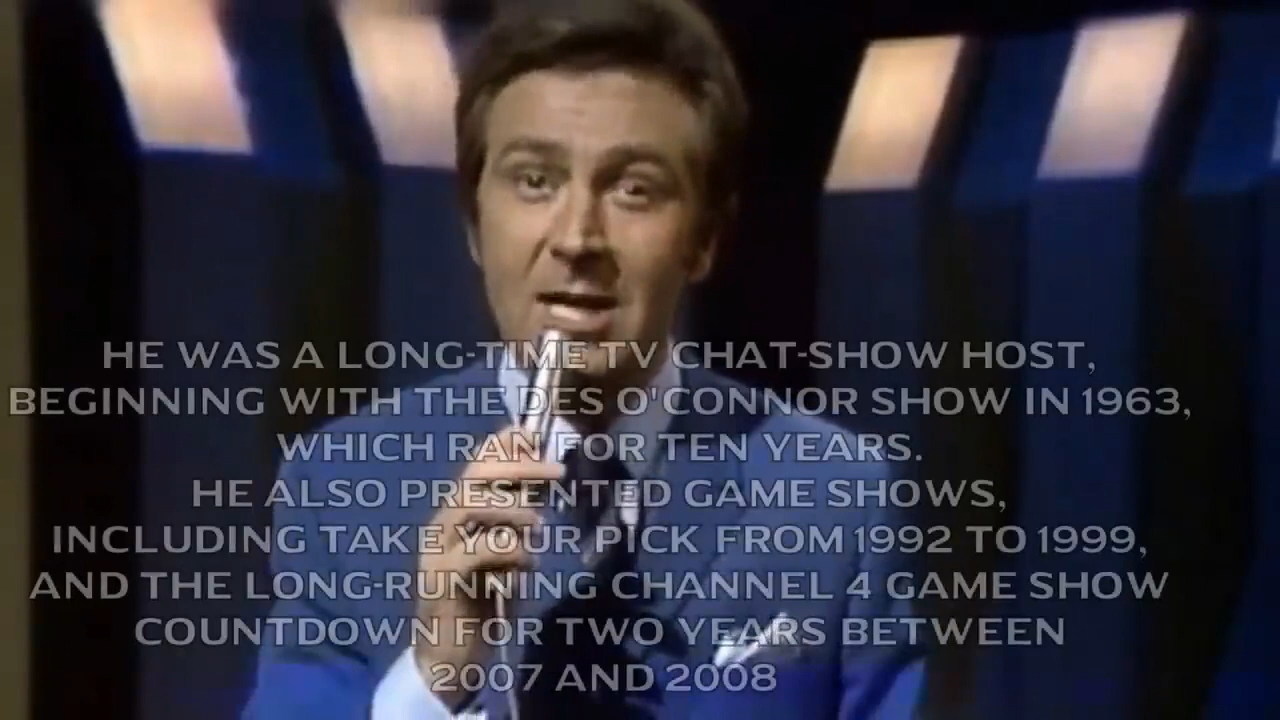 HE WAS A LONG-TIME TV CHAT-SHOW HOST,
BEGINNING WITH THE DES O'CONNOR SHOW IN 1963,
WHICH RAN FOR TEN YEARS.
HE ALSO PRESENTED GAME SHOWS,
INCLUDING TAKE YOUR PICK FROM 1992 TO 1999,
AND THE LONG-RUNNING CHANNEL 4 GAME SHOW
COUNTDOWN FOR TWO YEARS BETWEEN
2007 AND 2008